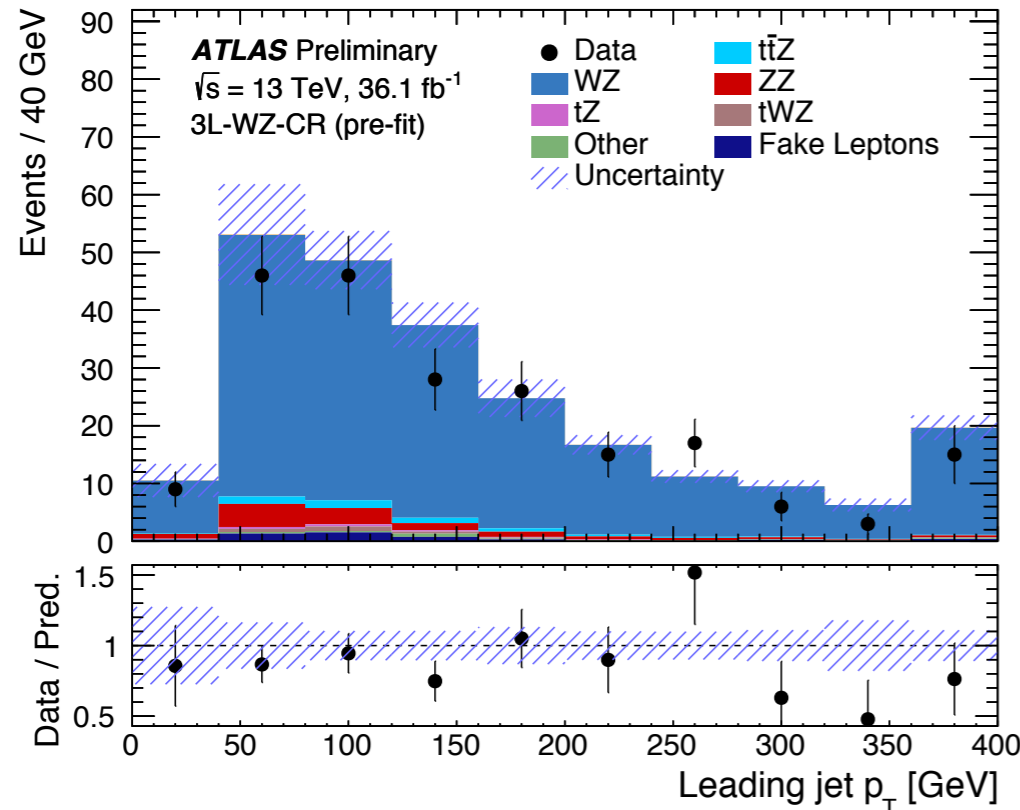 ATLAS Preliminary
√s = 13 TeV, 36.1 fb⁻¹
3L-WZ-CR (pre-fit)
Data
WZ
tZ
Other
Uncertainty
tt̄Z
ZZ
tWZ
Fake Leptons
Events / 40 GeV
90
80
70
60
50
40
30
20
10
0
Data / Pred.
1.5
1
0.5
0 50 100 150 200 250 300 350 400
Leading jet p_T [GeV]